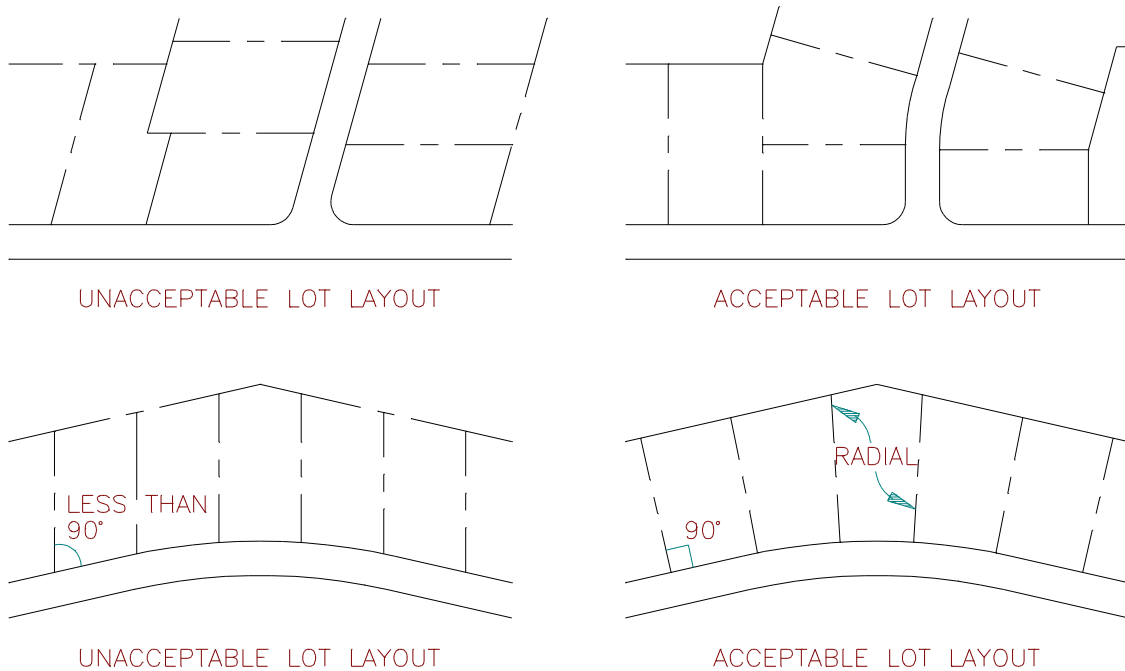 UNACCEPTABLE LOT LAYOUT
ACCEPTABLE LOT LAYOUT
LESS THAN
90°
RADIAL
90°
UNACCEPTABLE LOT LAYOUT
ACCEPTABLE LOT LAYOUT